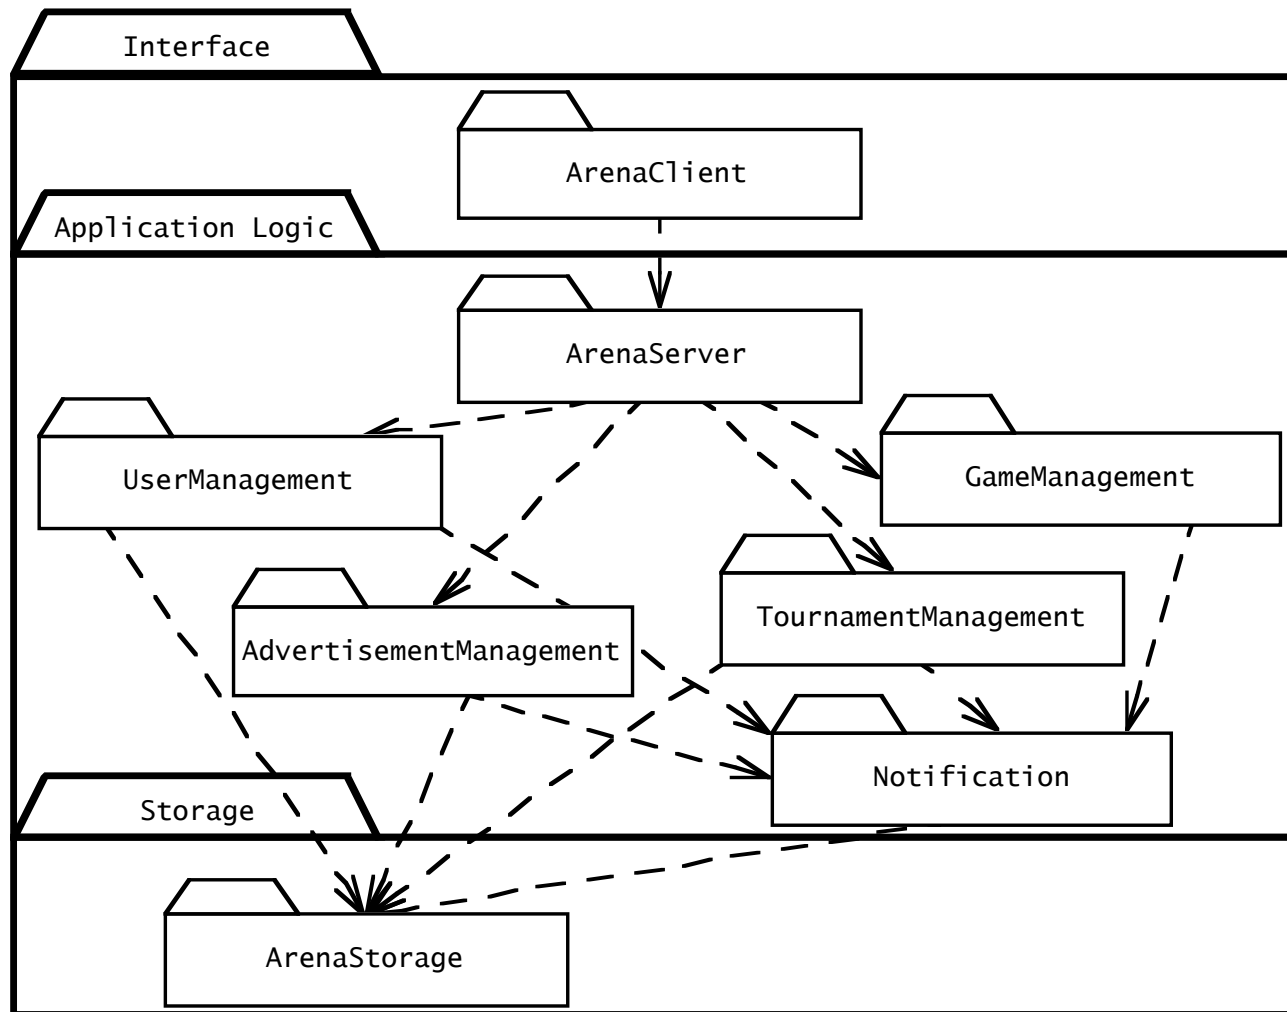 Interface
ArenaClient
Application Logic
ArenaServer
UserManagement
GameManagement
TournamentManagement
AdvertisementManagement
Notification
Storage
ArenaStorage